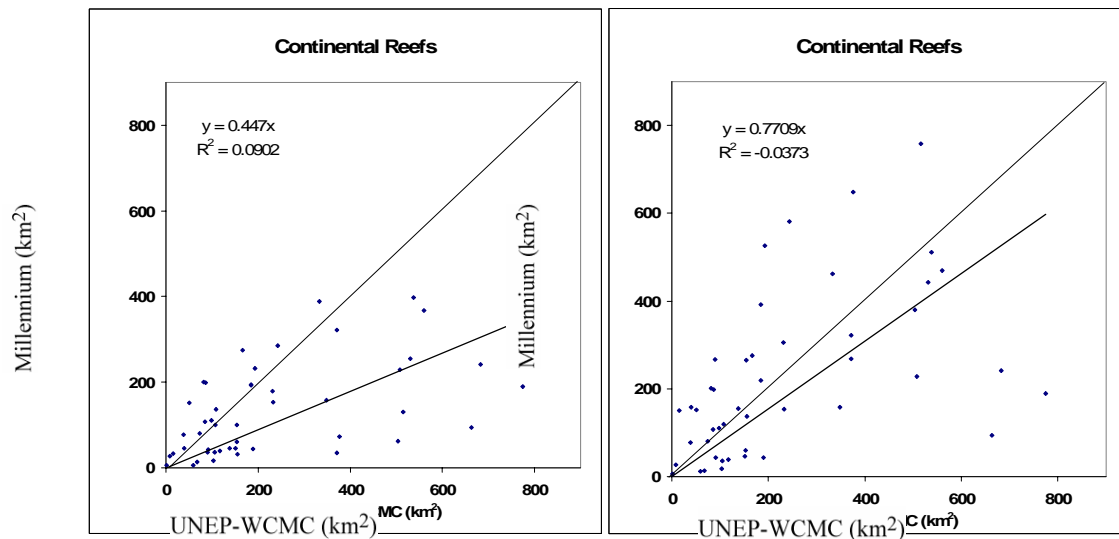 Continental Reefs
y = 0.447x
R² = 0.0902
800
600
400
200
0
0 200 400 600 800
Millennium (km²)
UNEP-WCMC (km²)
MC (km²)
Continental Reefs
y = 0.7709x
R² = -0.0373
800
600
400
200
0
0 200 400 600 800
Millennium (km²)
UNEP-WCMC (km²)
C (km²)